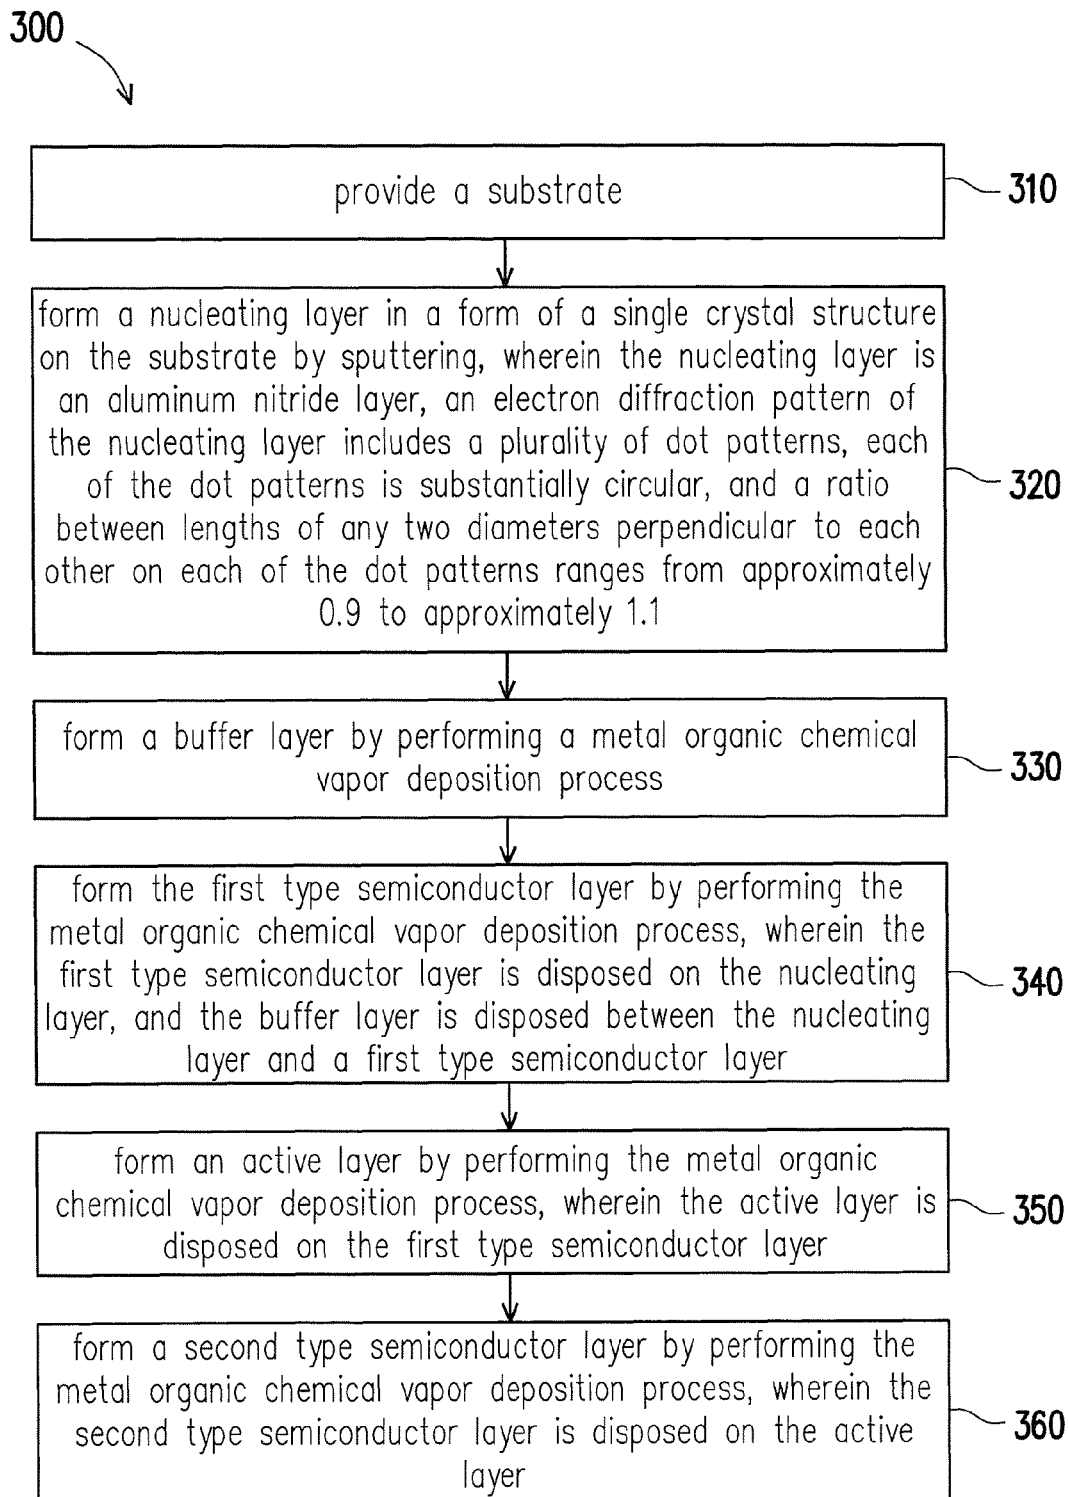 300
provide a substrate
310
form a nucleating layer in a form of a single crystal structure
on the substrate by sputtering, wherein the nucleating layer is
an aluminum nitride layer, an electron diffraction pattern of
the nucleating layer includes a plurality of dot patterns, each
of the dot patterns is substantially circular, and a ratio
between lengths of any two diameters perpendicular to each
other on each of the dot patterns ranges from approximately
0.9 to approximately 1.1
320
form a buffer layer by performing a metal organic chemical
vapor deposition process
330
form the first type semiconductor layer by performing the
metal organic chemical vapor deposition process, wherein the
first type semiconductor layer is disposed on the nucleating
layer, and the buffer layer is disposed between the nucleating
layer and a first type semiconductor layer
340
form an active layer by performing the metal organic
chemical vapor deposition process, wherein the active layer is
disposed on the first type semiconductor layer
350
form a second type semiconductor layer by performing the
metal organic chemical vapor deposition process, wherein the
second type semiconductor layer is disposed on the active
layer
360